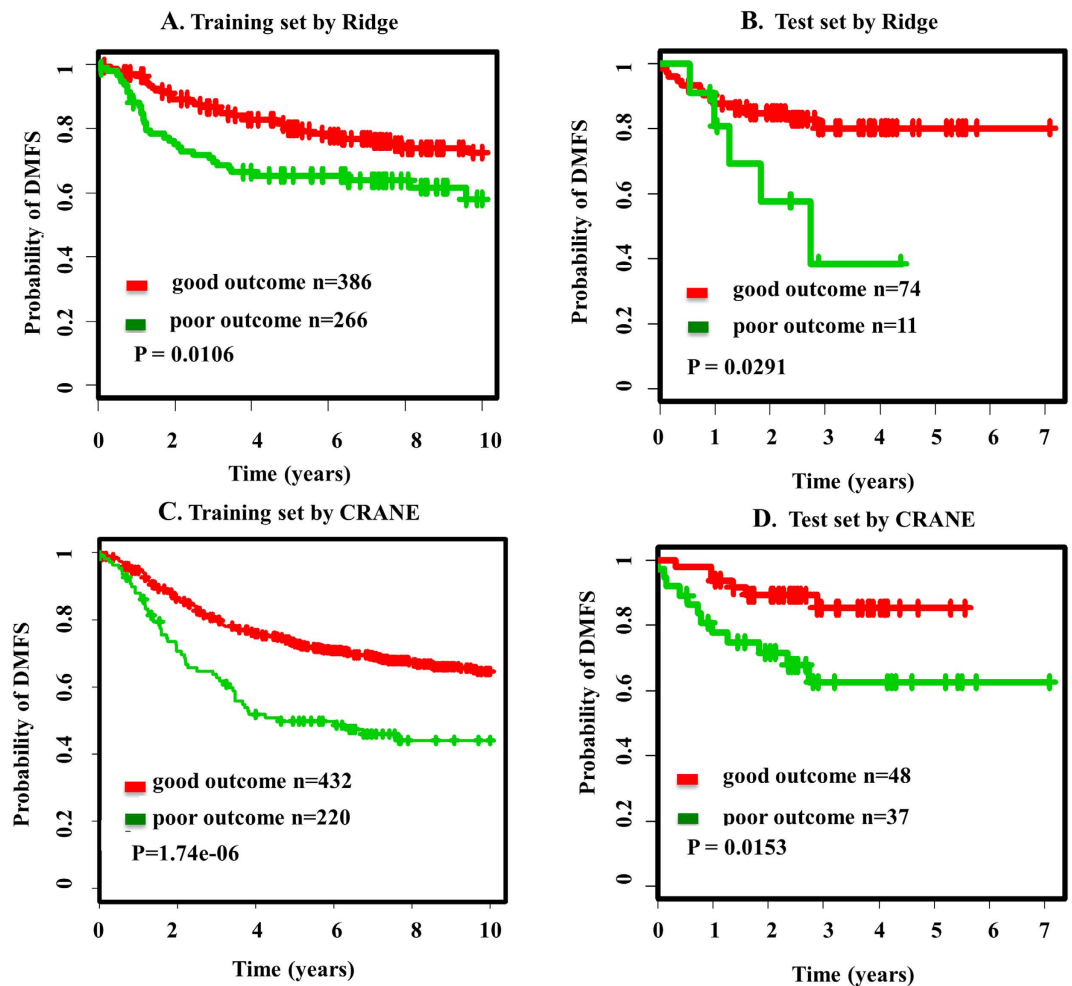 A. Training set by Ridge
Probability of DMFS
1
0.8
0.6
0.4
0.2
0
good outcome n=386
poor outcome n=266
P = 0.0106
0 2 4 6 8 10
Time (years)
B. Test set by Ridge
Probability of DMFS
1
0.8
0.6
0.4
0.2
0
good outcome n=74
poor outcome n=11
P = 0.0291
0 1 2 3 4 5 6 7
Time (years)
C. Training set by CRANE
Probability of DMFS
1
0.8
0.6
0.4
0.2
0
good outcome n=432
poor outcome n=220
P=1.74e-06
0 2 4 6 8 10
Time (years)
D. Test set by CRANE
Probability of DMFS
1
0.8
0.6
0.4
0.2
0
good outcome n=48
poor outcome n=37
P = 0.0153
0 1 2 3 4 5 6 7
Time (years)